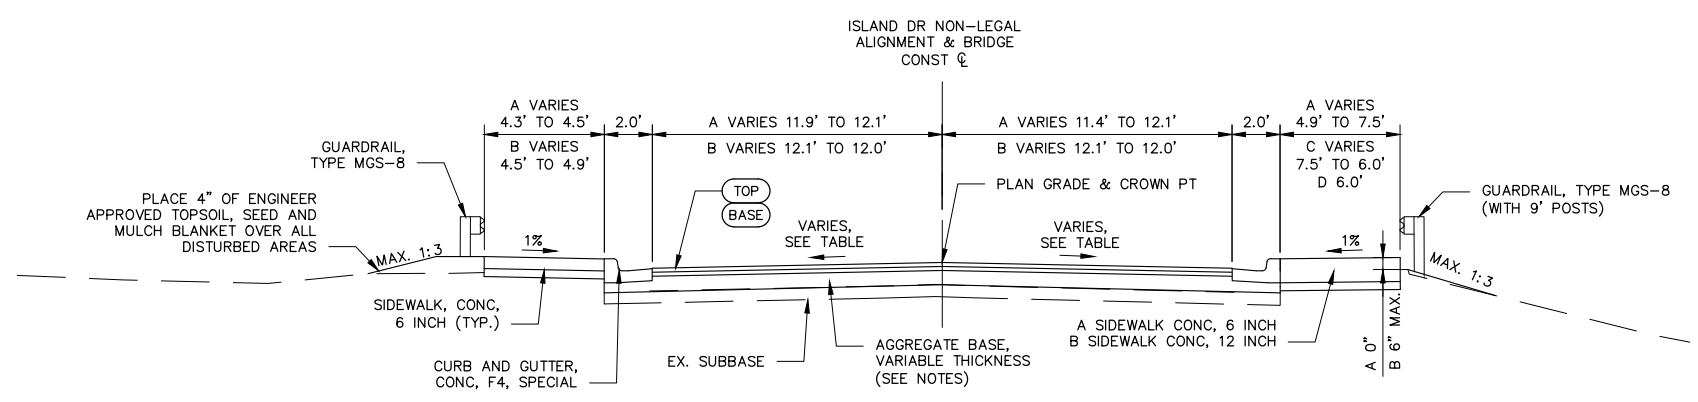 ISLAND DR NON-LEGAL
ALIGNMENT & BRIDGE
CONST ℄
A VARIES
4.3' TO 4.5'
B VARIES
4.5' TO 4.9'
2.0'
A VARIES 11.9' TO 12.1'
B VARIES 12.1' TO 12.0'
A VARIES 11.4' TO 12.1'
B VARIES 12.1' TO 12.0'
2.0'
A VARIES
4.9' TO 7.5'
C VARIES
7.5' TO 6.0'
D 6.0'
GUARDRAIL,
TYPE MGS-8
PLACE 4" OF ENGINEER
APPROVED TOPSOIL, SEED AND
MULCH BLANKET OVER ALL
DISTURBED AREAS
MAX. 1:3
1%
TOP
BASE
VARIES,
SEE TABLE
PLAN GRADE & CROWN PT
VARIES,
SEE TABLE
1%
GUARDRAIL, TYPE MGS-8
(WITH 9' POSTS)
MAX. 1:3
SIDEWALK, CONC,
6 INCH (TYP.)
CURB AND GUTTER,
CONC, F4, SPECIAL
EX. SUBBASE
AGGREGATE BASE,
VARIABLE THICKNESS
(SEE NOTES)
A SIDEWALK CONC, 6 INCH
B SIDEWALK CONC, 12 INCH
A 0"
B 6" MAX.